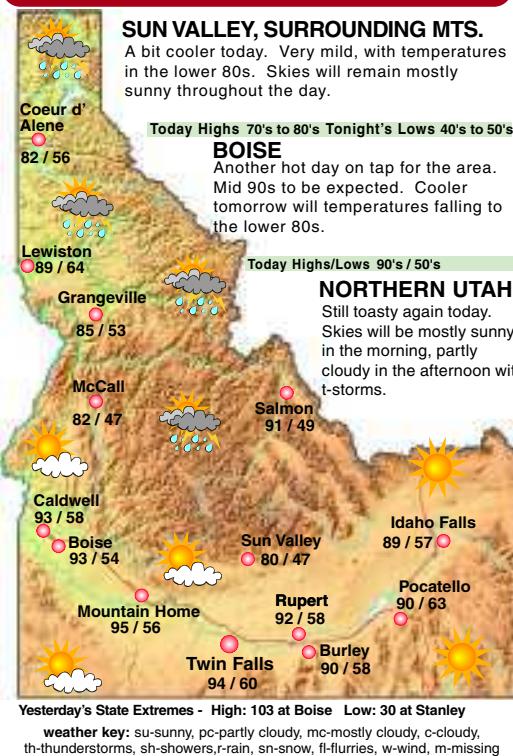 SUN VALLEY, SURROUNDING MTS.
A bit cooler today. Very mild, with temperatures
in the lower 80s. Skies will remain mostly
sunny throughout the day.
Today Highs 70's to 80's Tonight's Lows 40's to 50's
BOISE
Another hot day on tap for the area.
Mid 90s to be expected. Cooler
tomorrow will temperatures falling to
the lower 80s.
Today Highs/Lows 90's / 50's
NORTHERN UTAH
Still toasty again today.
Skies will be mostly sunny
in the morning, partly
cloudy in the afternoon wit
t-storms.
Coeur d'
Alene
82 / 56
Lewiston
89 / 64
Grangeville
85 / 53
McCall
82 / 47
Salmon
91 / 49
Caldwell
93 / 58
Boise
93 / 54
Sun Valley
80 / 47
Idaho Falls
89 / 57
Mountain Home
95 / 56
Rupert
92 / 58
Pocatello
90 / 63
Burley
90 / 58
Twin Falls
94 / 60
Yesterday's State Extremes - High: 103 at Boise Low: 30 at Stanley
weather key: su-sunny, pc-partly cloudy, mc-mostly cloudy, c-cloudy,
th-thunderstorms, sh-showers,r-rain, sn-snow, fl-flurries, w-wind, m-missing